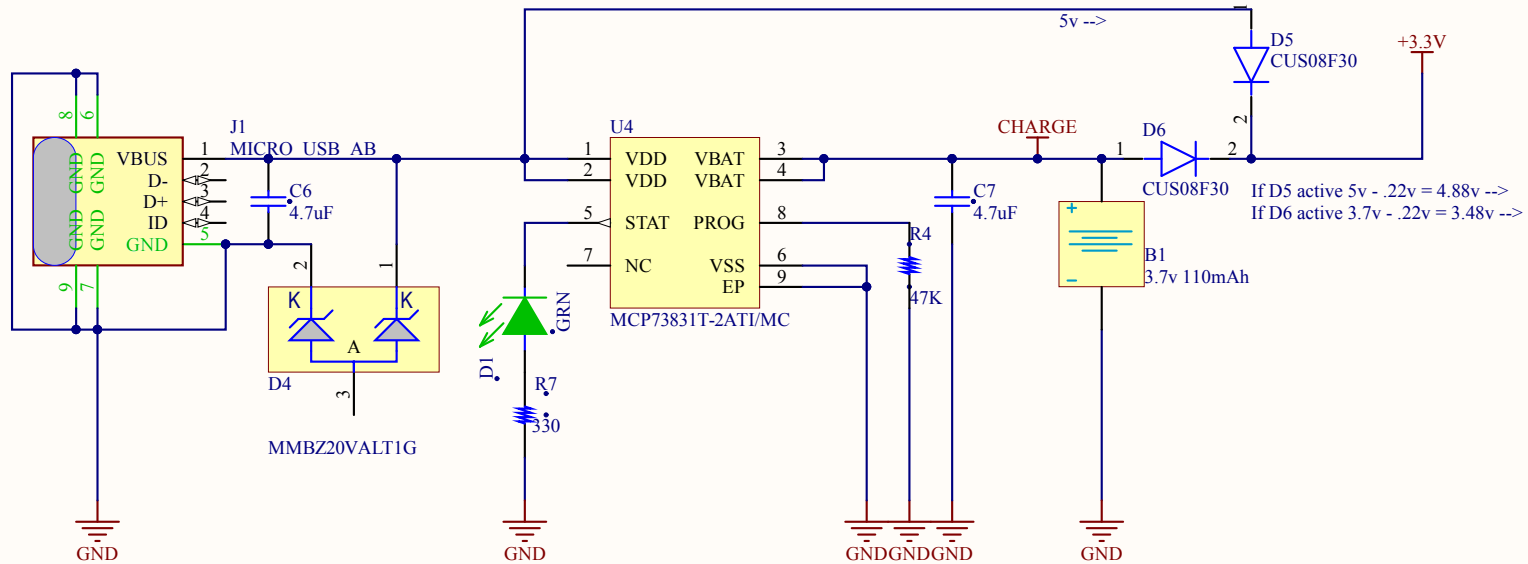 5v -->
D5
CUS08F30
+3.3V
8
6
J1
MICRO_USB_AB
GND
GND
VBUS
1
D-
2
D+
3
ID
4
GND
5
GND
GND
9
7
C6
4.7uF
2
1
K
K
A
D4
3
MMBZ20VALT1G
GND
U4
1
VDD
VBAT
3
2
VDD
VBAT
4
5
STAT
PROG
8
7
NC
VSS
6
EP
9
MCP73831T-2ATI/MC
GRN
D1
R7
330
GND
R4
47K
C7
4.7uF
GND
GND
GND
CHARGE
1
D6
2
CUS08F30
2
1
If D5 active 5v - .22v = 4.88v -->
If D6 active 3.7v - .22v = 3.48v -->
+
B1
3.7v 110mAh
-
GND